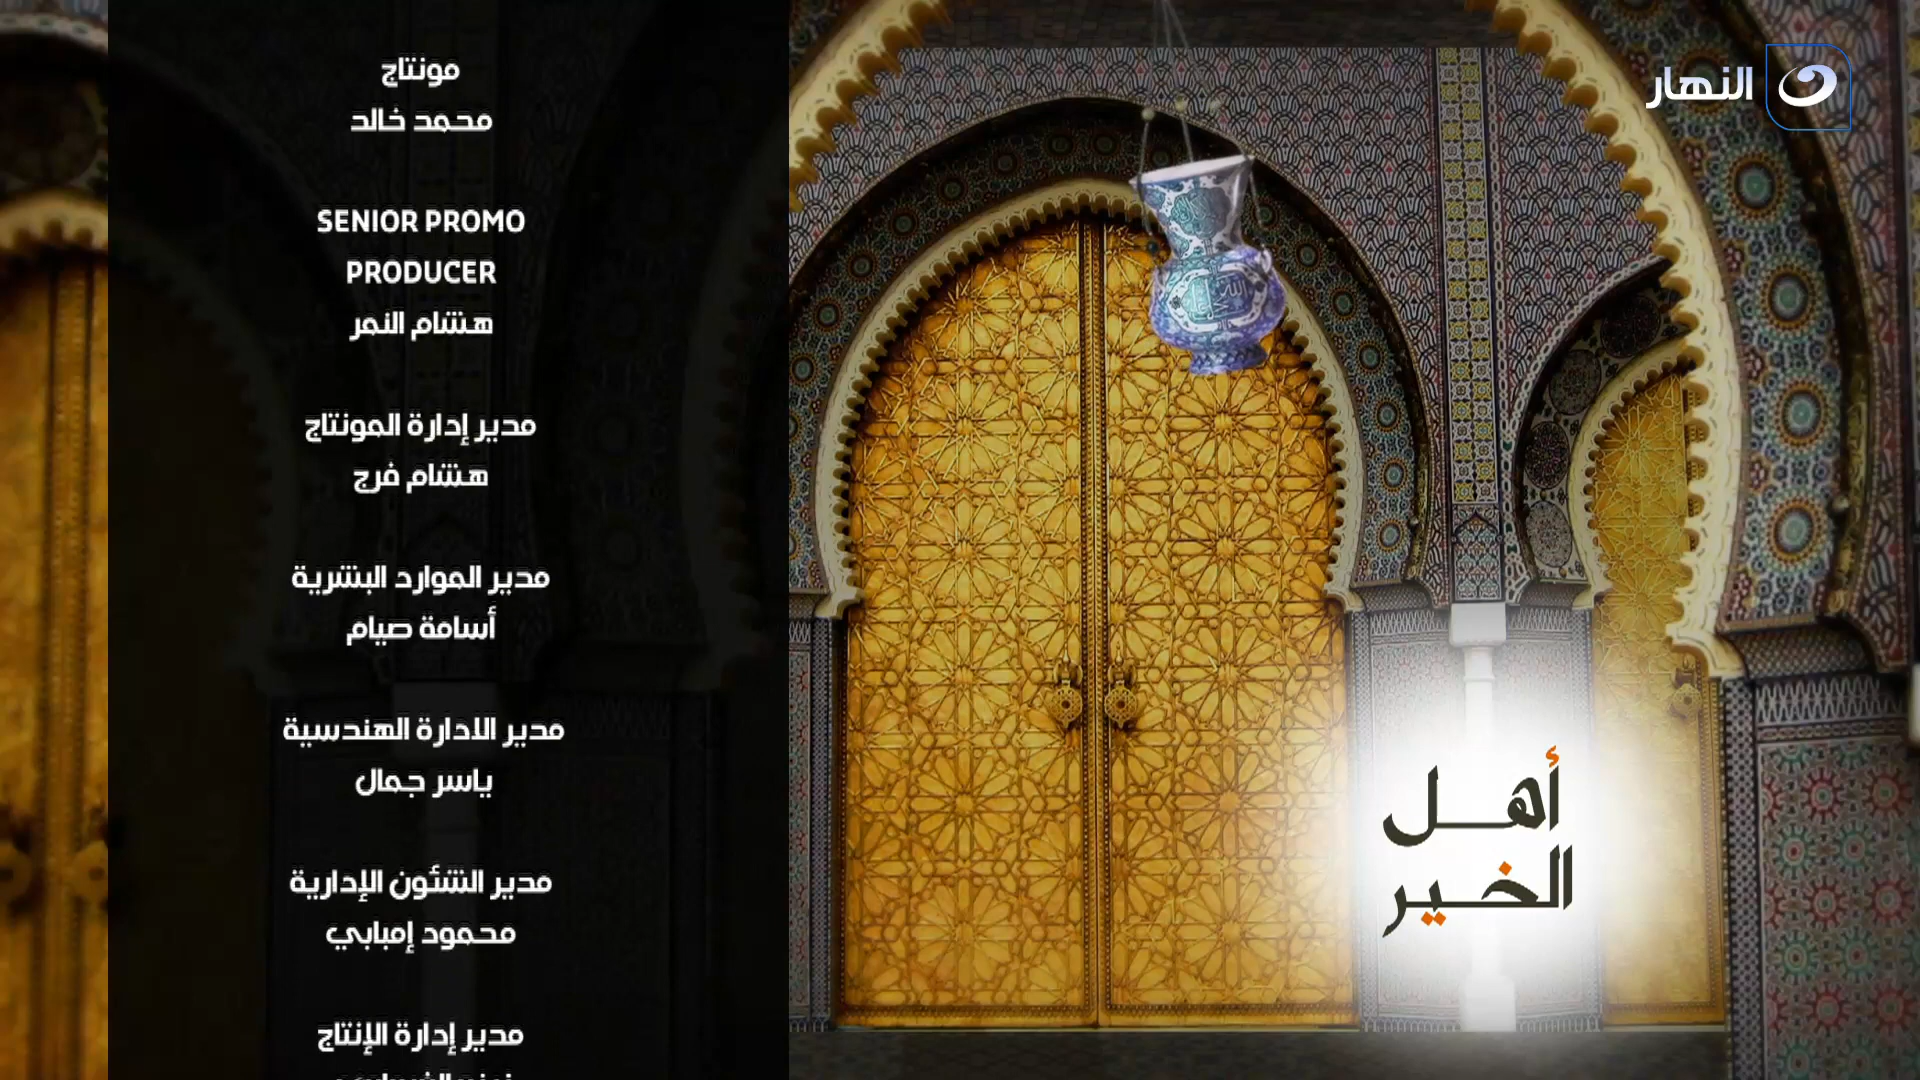 مونتاج
محمد خالد
SENIOR PROMO
PRODUCER
هشام النمر
مدير إدارة المونتاج
هشام فرج
مدير الموارد البشرية
أسامة صيام
مدير الادارة الهندسية
ياسر جمال
مدير الشئون الإدارية
محمود إمبابي
مدير إدارة الإنتاج
النهار
أهل
الخير